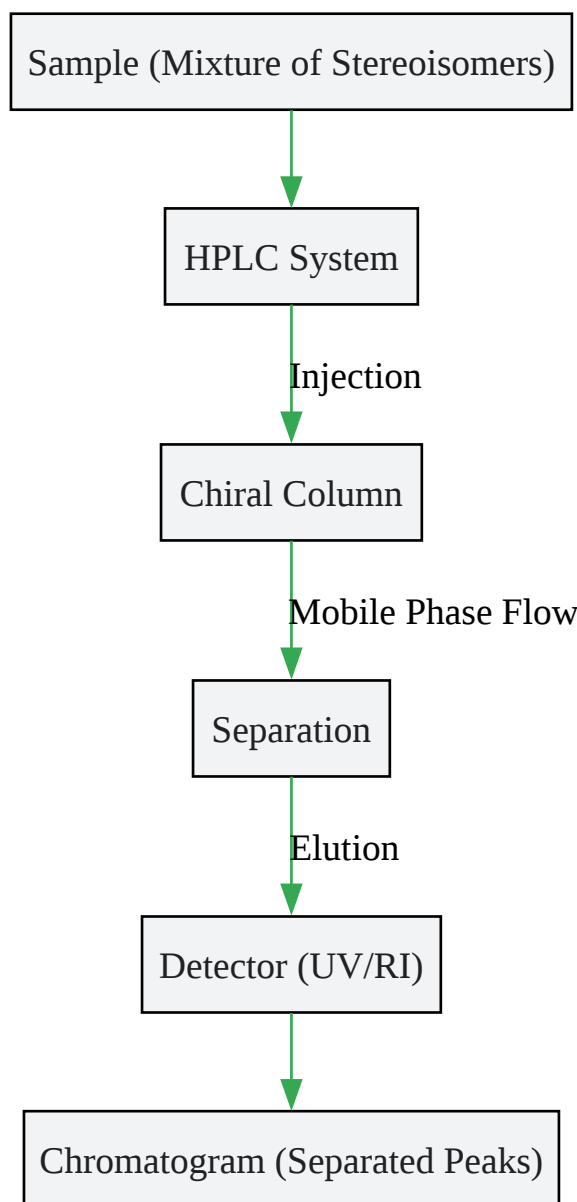 Sample (Mixture of Stereoisomers)
HPLC System
Injection
Chiral Column
Mobile Phase Flow
Separation
Elution
Detector (UV/RI)
Chromatogram (Separated Peaks)